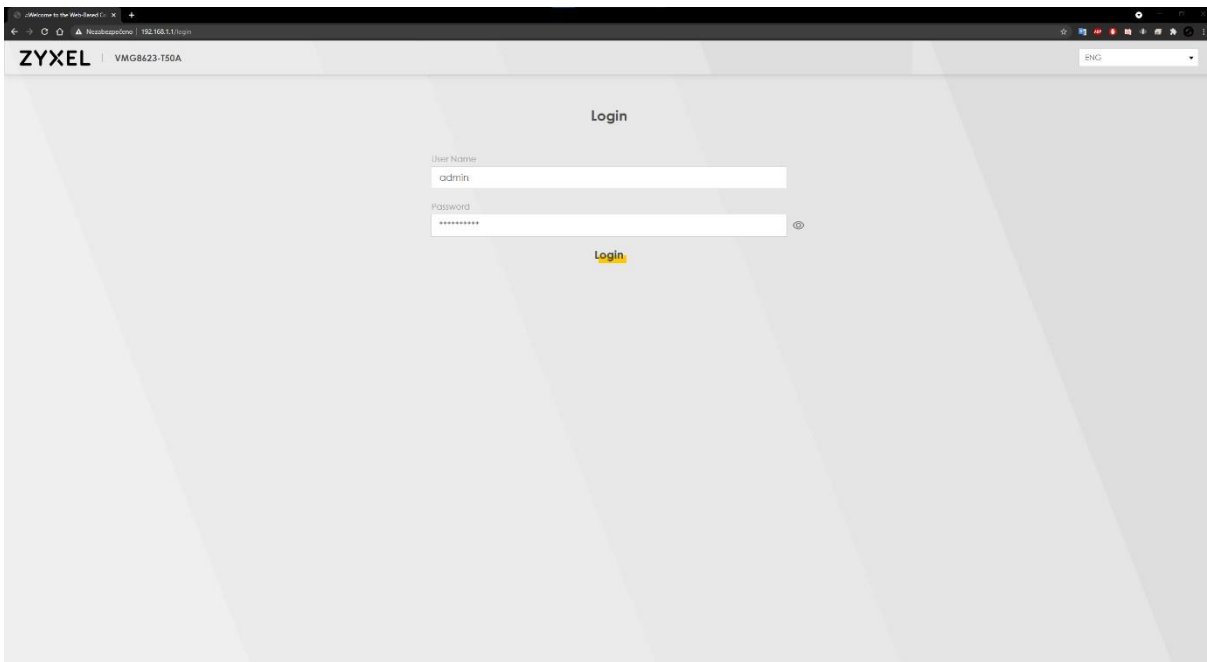 ::Welcome to the Web-Based Co
Nezabezpečeno | 192.168.1.1/login
ZYXEL | VMG8623-T50A
ENG
Login
User Name
admin
Password
**********
Login